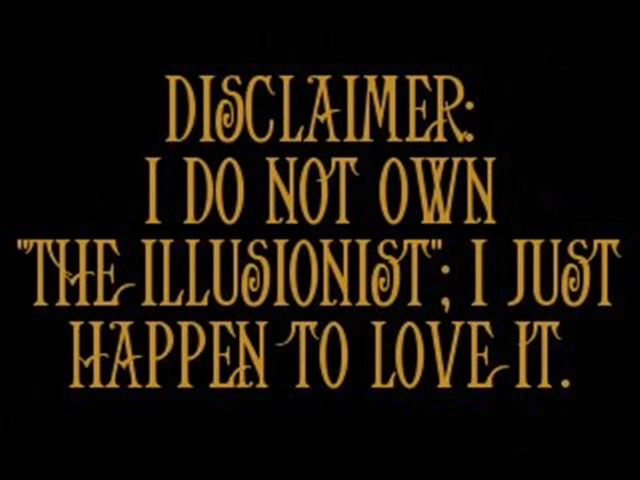 DISCLAIMER:
I DO NOT OWN
"THE ILLUSIONIST"; I JUST
HAPPEN TO LOVE IT.